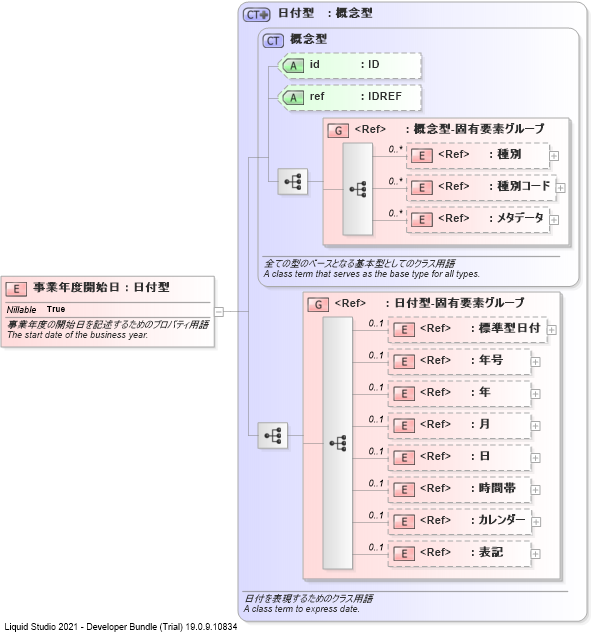 CT 日付型 : 概念型
CT 概念型
A id : ID
A ref : IDREF
G <Ref> : 概念型-固有要素グループ
0..* E <Ref> : 種別
0..* E <Ref> : 種別コード
0..* E <Ref> : メタデータ
全ての型のベースとなる基本型としてのクラス用語
A class term that serves as the base type for all types.
E 事業年度開始日 : 日付型
Nillable True
事業年度の開始日を記述するためのプロパティ用語
The start date of the business year.
G <Ref> : 日付型-固有要素グループ
0..1 E <Ref> : 標準型日付
0..1 E <Ref> : 年号
0..1 E <Ref> : 年
0..1 E <Ref> : 月
0..1 E <Ref> : 日
0..1 E <Ref> : 時間帯
0..1 E <Ref> : カレンダー
0..1 E <Ref> : 表記
日付を表現するためのクラス用語
A class term to express date.
Liquid Studio 2021 - Developer Bundle (Trial) 19.0.9.10834